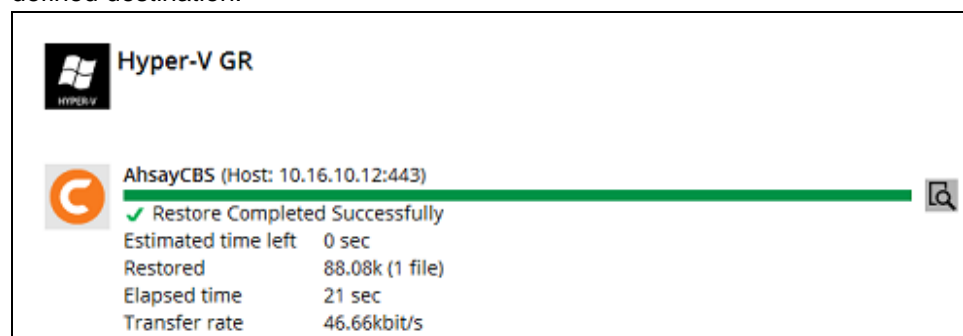 defined destination.
Hyper-V GR
HYPER-V
AhsayCBS (Host: 10.16.10.12:443)
Restore Completed Successfully
Estimated time left 0 sec
Restored 88.08k (1 file)
Elapsed time 21 sec
Transfer rate 46.66kbit/s